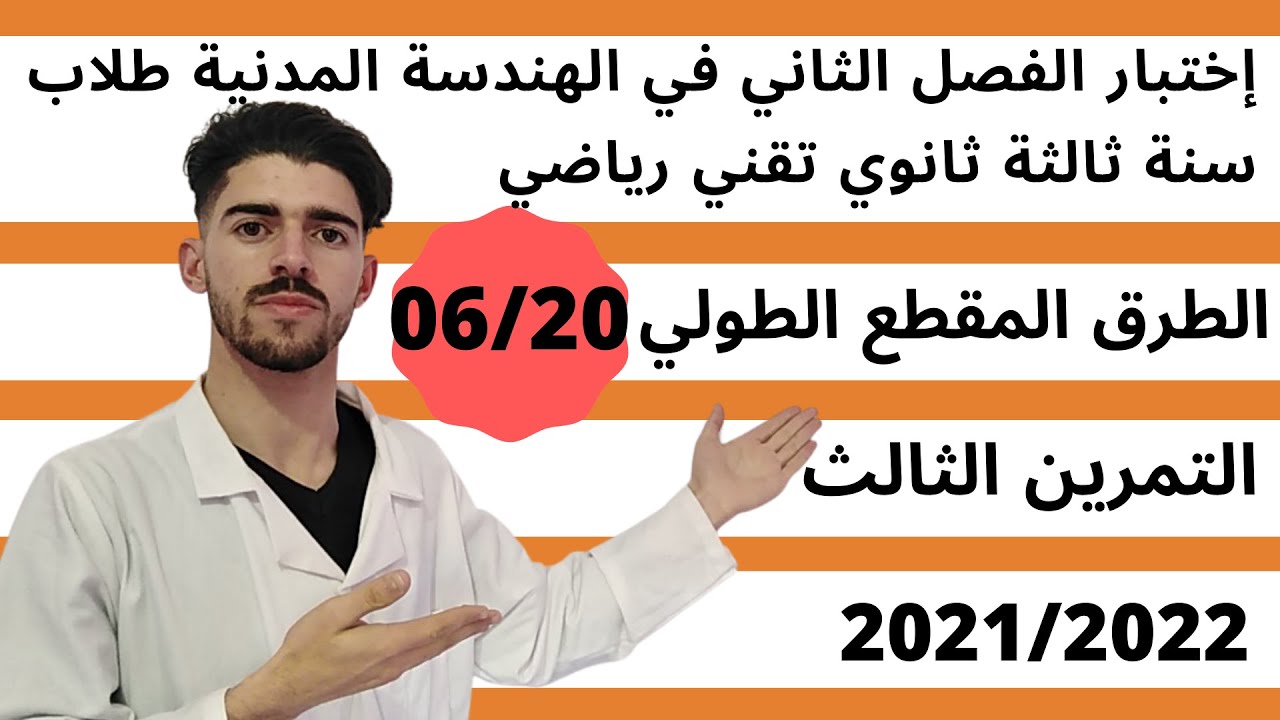 إختبار الفصل الثاني في الهندسة المدنية طلاب
سنة ثالثة ثانوي تقني رياضي
الطرق المقطع الطولي 06/20
التمرين الثالث
2021/2022